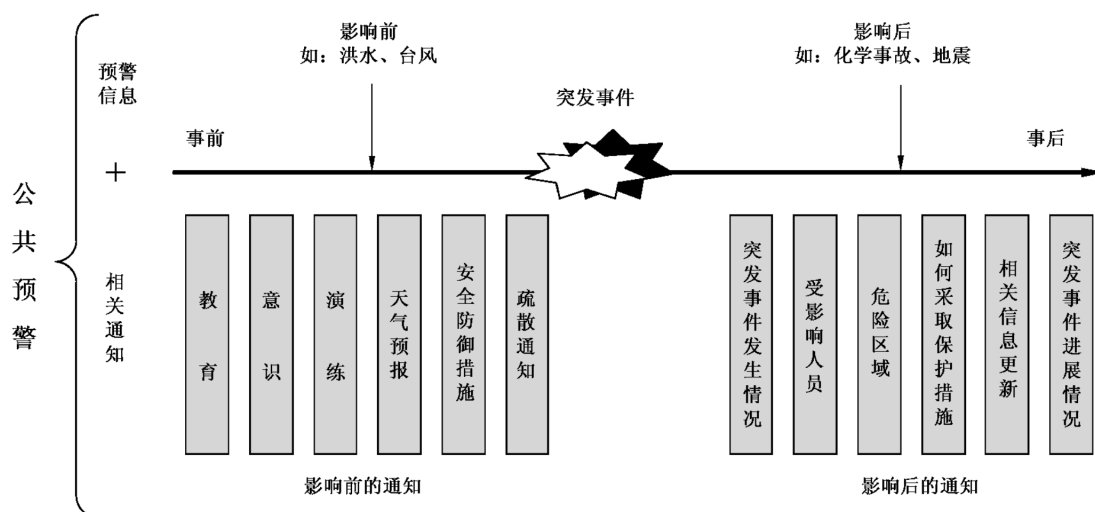 影响前
如：洪水、台风
影响后
如：化学事故、地震
预警
信息
突发事件
事前
事后
+
公共预警
相关通知
教育
意识
演练
天气预报
安全防御措施
疏散通知
突发事件发生情况
受影响人员
危险区域
如何采取保护措施
相关信息更新
突发事件进展情况
影响前的通知
影响后的通知